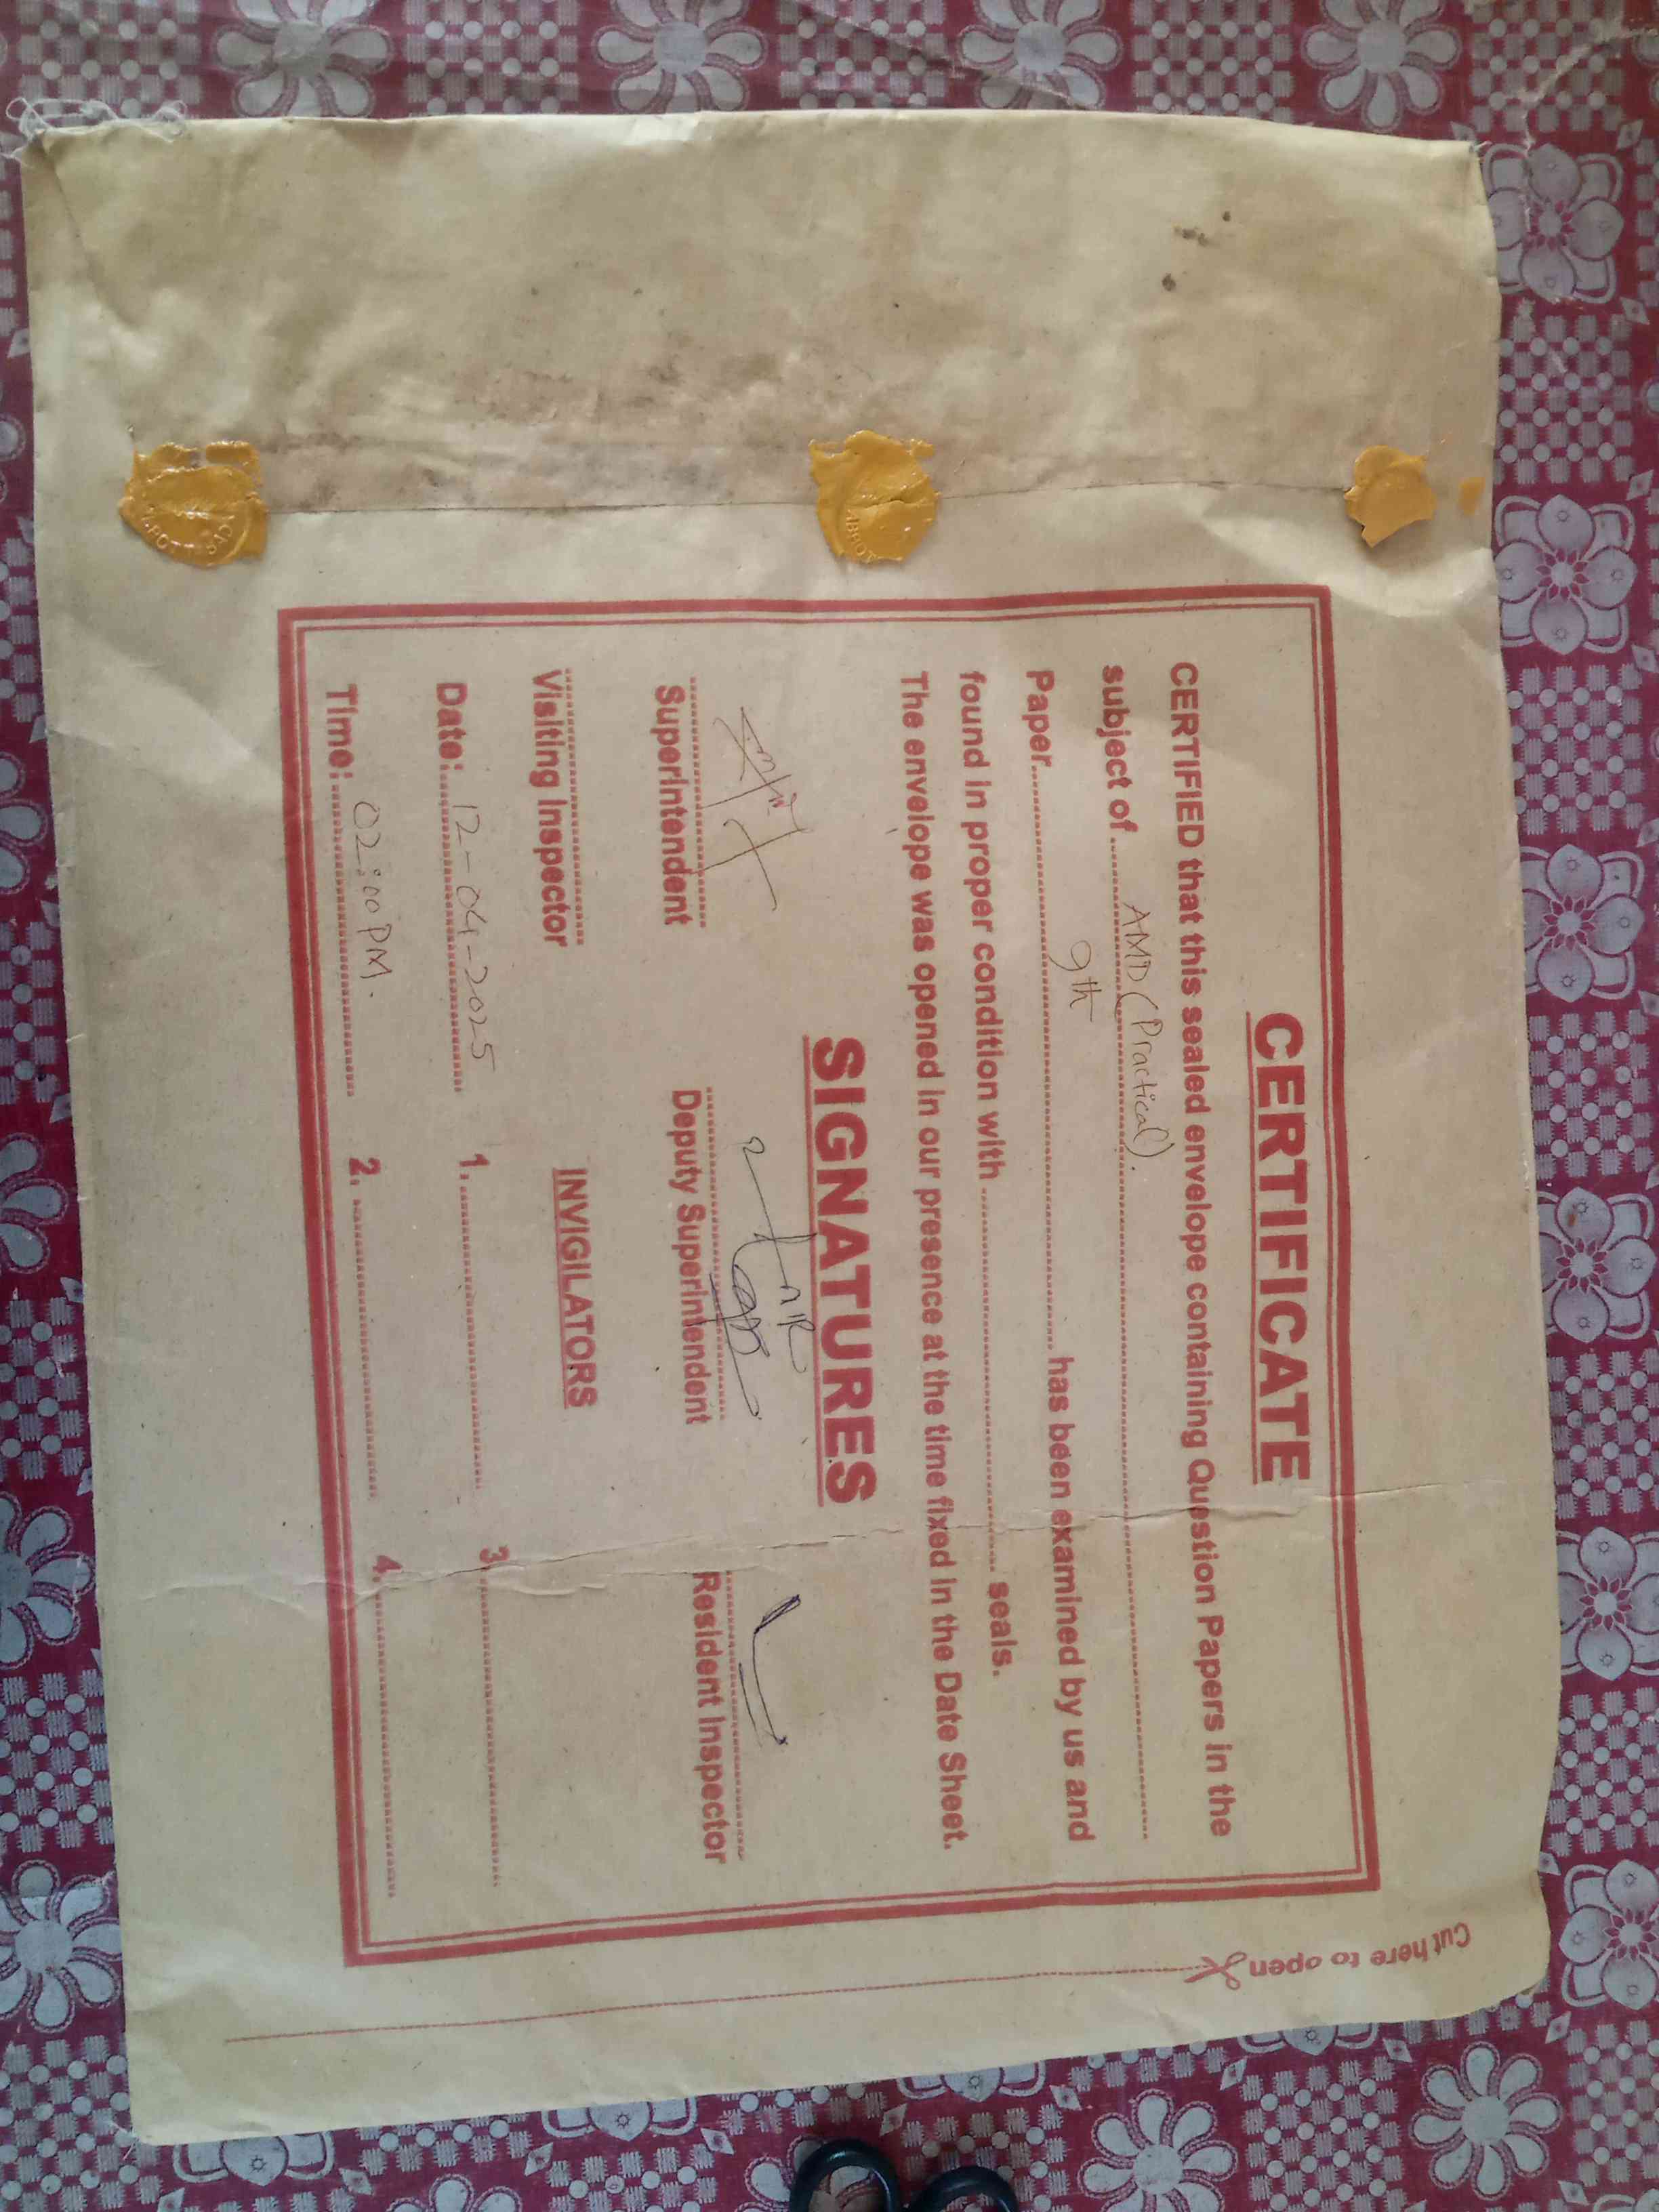 CERTIFICATE
CERTIFIED that this sealed envelope containing Question Papers in the
subject of AMD (Practical).
Paper 9th has been examined by us and
found in proper condition with seals.
The envelope was opened in our presence at the time fixed in the Date Sheet.
SIGNATURES
Superintendent Deputy Superintendent Resident Inspector
Visiting Inspector INVIGILATORS
Date: 12-04-2025 1. 3.
Time: 02:00 PM. 2. 4.
Cut here to open